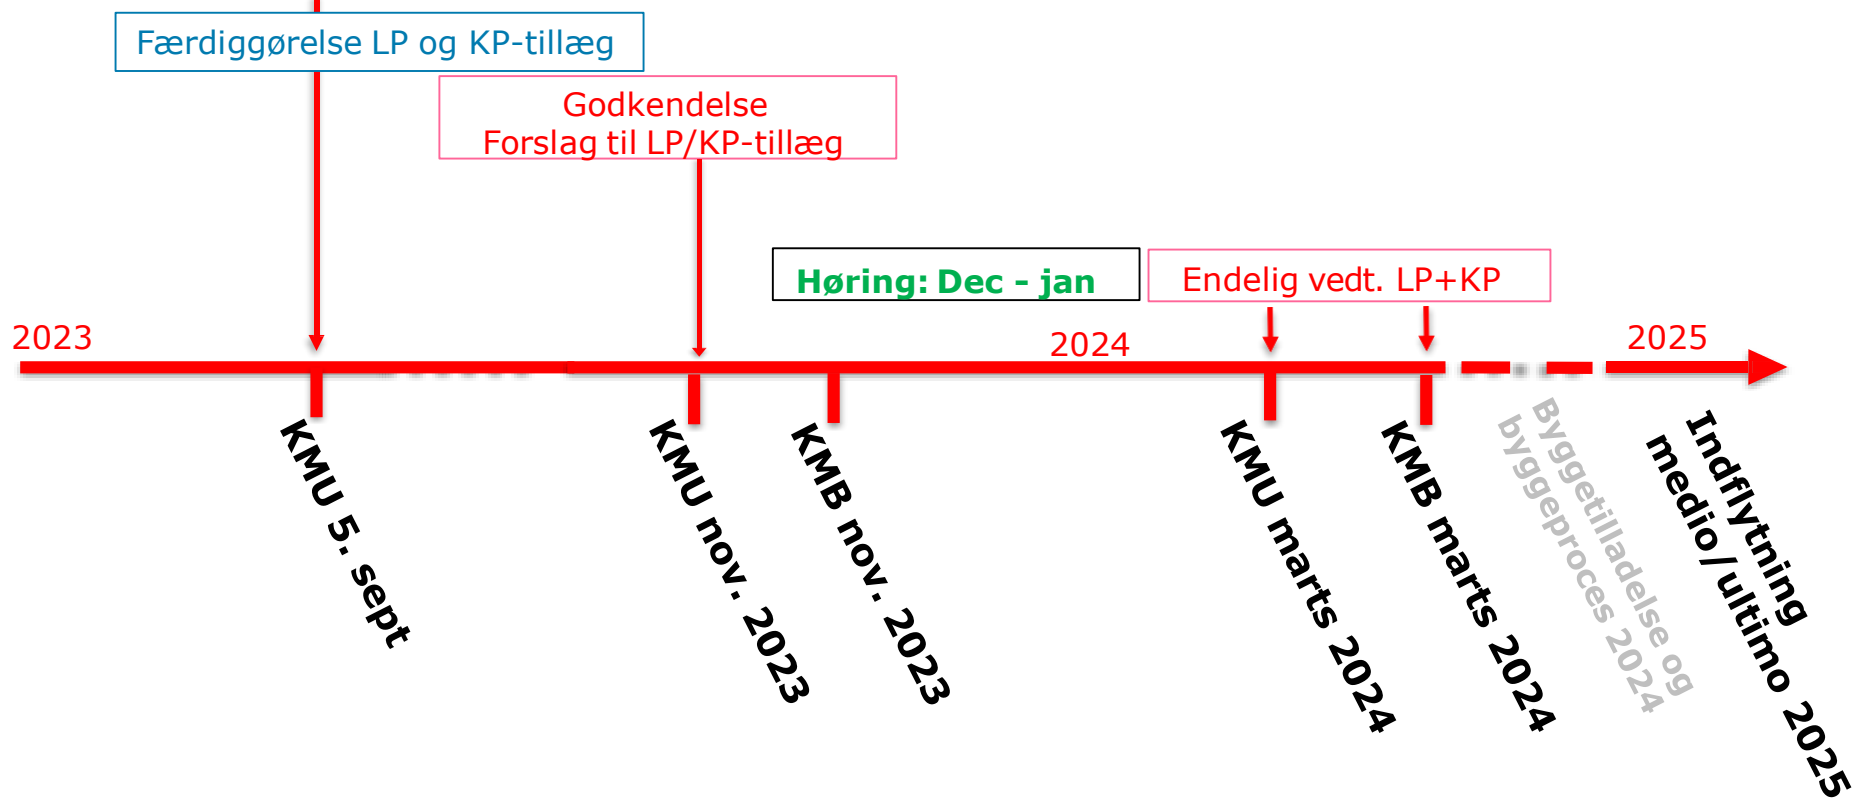 Færdiggørelse LP og KP-tillæg
Godkendelse
Forslag til LP/KP-tillæg
Høring: Dec – jan
Endelig vedt. LP+KP
2023
2024
2025
KMU 5. sept
KMU nov. 2023
KMB nov. 2023
KMU marts 2024
KMB marts 2024
Byggetilladelse og
byggeproces 2024
Indflytning
medio/ultimo 2025